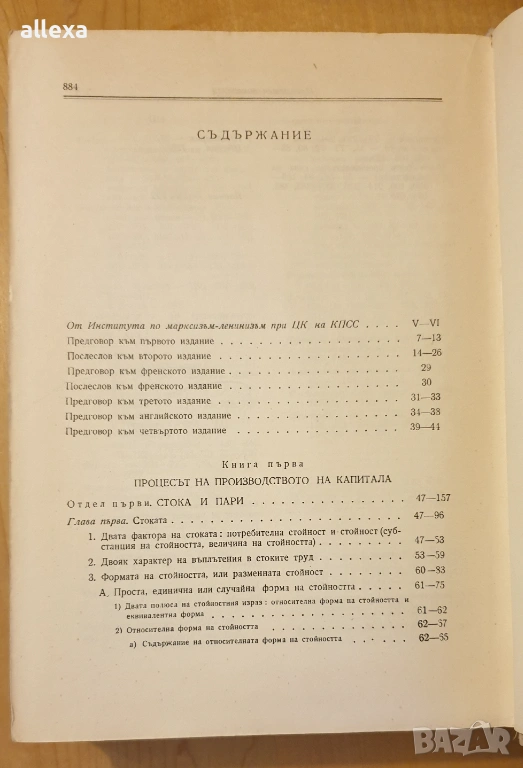 allexa
884
СЪДЪРЖАНИЕ
От Института по марксизъм-ленинизъм при ЦК на КПСС . . . . V—VI
Предговор към първото издание . . . . . . . . . . . . . . 7—13
Послеслов към второто издание . . . . . . . . . . . . . . 14—26
Предговор към френското издание . . . . . . . . . . . . . 29
Послеслов към френското издание . . . . . . . . . . . . . 30
Предговор към третото издание . . . . . . . . . . . . . . 31—33
Предговор към английското издание . . . . . . . . . . . . 34—38
Предговор към четвъртото издание . . . . . . . . . . . . 39—44
Книга първа
ПРОЦЕСЪТ НА ПРОИЗВОДСТВОТО НА КАПИТАЛА
Отдел първи. СТОКА И ПАРИ . . . . . . . . . . . . 47—157
Глава първа. Стоката . . . . . . . . . . . . . . . . . 47—96
1. Двата фактора на стоката: потребителна стойност и стойност (суб-
станция на стойността, величина на стойността) . . . . . . . 47—53
2. Двояк характер на въплътения в стоките труд . . . . . . . 53—59
3. Формата на стойността, или разменната стойност . . . . . . 60—83
А. Проста, единична или случайна форма на стойността . . . . 61—75
1) Двата полюса на стойностния израз: относителна форма на стойността и
еквивалентна форма . . . . . . . . . . . . . . . . . 61—62
2) Относителна форма на стойността . . . . . . . . . . . 62—67
а) Съдържание на относителната форма на стойността . . . . . 62—65
BAZAR